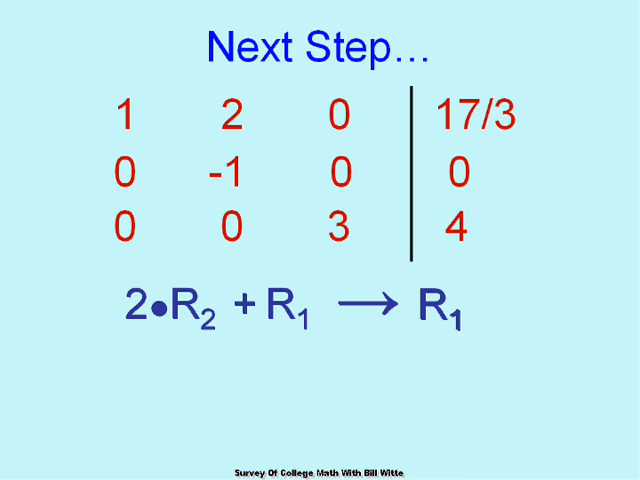 Next Step…
1 2 0 | 17/3
0 -1 0 | 0
0 0 3 | 4
2•R₂ + R₁ → R₁
Survey Of College Math With Bill Witte